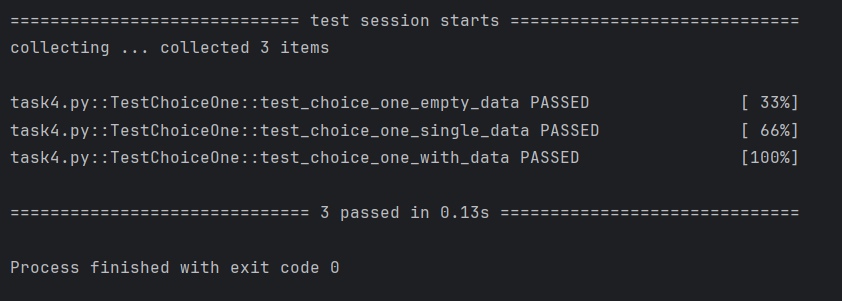 ============================= test session starts =============================
collecting ... collected 3 items
task4.py::TestChoiceOne::test_choice_one_empty_data PASSED               [ 33%]
task4.py::TestChoiceOne::test_choice_one_single_data PASSED              [ 66%]
task4.py::TestChoiceOne::test_choice_one_with_data PASSED                [100%]
============================== 3 passed in 0.13s ==============================
Process finished with exit code 0